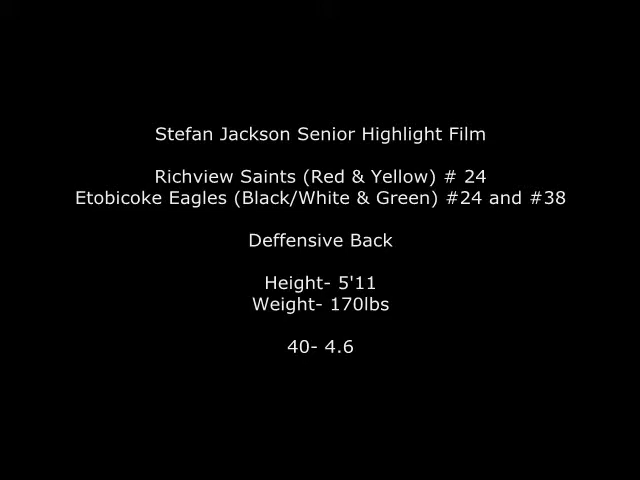 Stefan Jackson Senior Highlight Film
Richview Saints (Red & Yellow) # 24
Etobicoke Eagles (Black/White & Green) #24 and #38
Deffensive Back
Height- 5'11
Weight- 170lbs
40- 4.6